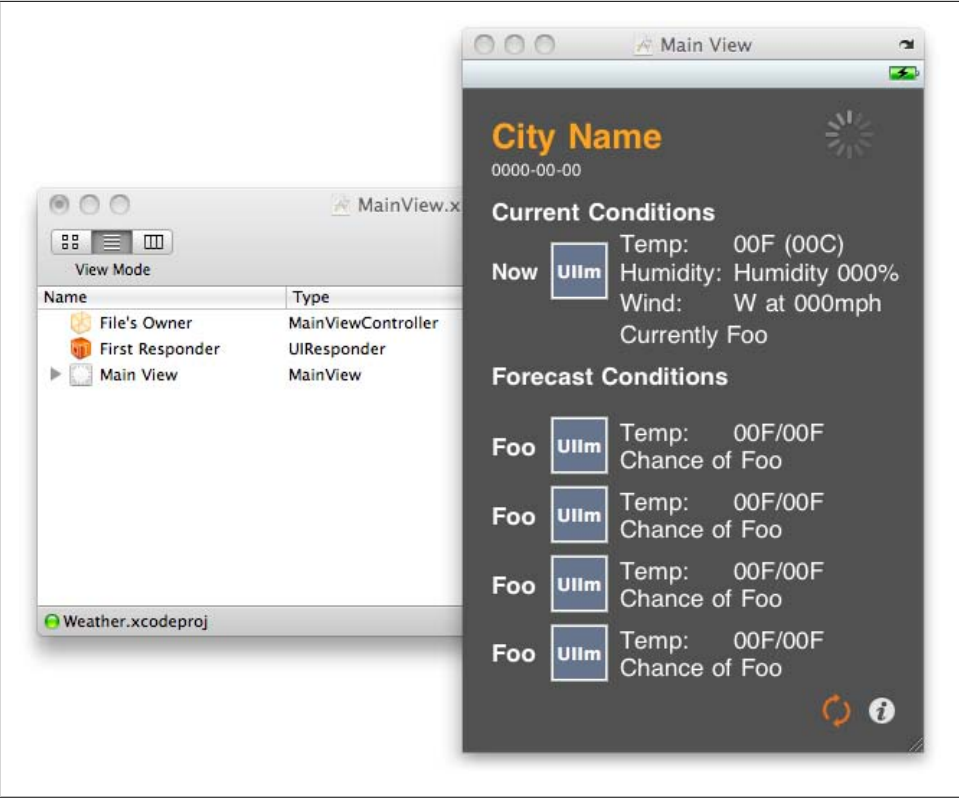 Main View
City Name
0000-00-00
Current Conditions
Now
UIIm
Temp: 00F (00C)
Humidity: Humidity 000%
Wind: W at 000mph
Currently Foo
Forecast Conditions
Foo
UIIm
Temp: 00F/00F
Chance of Foo
Foo
UIIm
Temp: 00F/00F
Chance of Foo
Foo
UIIm
Temp: 00F/00F
Chance of Foo
Foo
UIIm
Temp: 00F/00F
Chance of Foo
i
MainView.x
View Mode
Name Type
File's Owner MainViewController
First Responder UIResponder
Main View MainView
Weather.xcodeproj